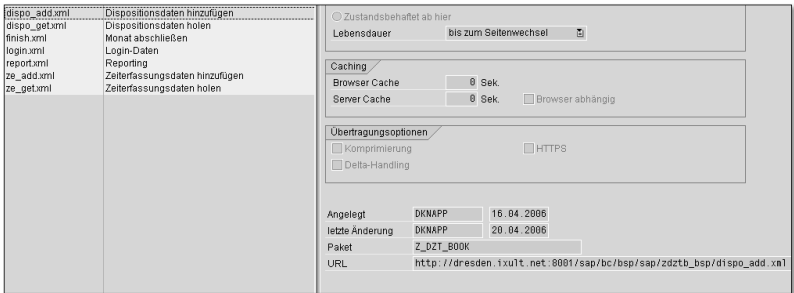 dispo_add.xml Dispositionsdaten hinzufügen
dispo_get.xml Dispositionsdaten holen
finish.xml Monat abschließen
login.xml Login-Daten
report.xml Reporting
ze_add.xml Zeiterfassungsdaten hinzufügen
ze_get.xml Zeiterfassungsdaten holen
Zustandsbehaftet ab hier
Lebensdauer bis zum Seitenwechsel
Caching
Browser Cache 0 Sek.
Server Cache 0 Sek. Browser abhängig
Übertragungsoptionen
Komprimierung HTTPS
Delta-Handling
Angelegt DKNAPP 16.04.2006
letzte Änderung DKNAPP 20.04.2006
Paket Z_DZT_BOOK
URL http://dresden.ixult.net:8001/sap/bc/bsp/sap/zdztb_bsp/dispo_add.xml